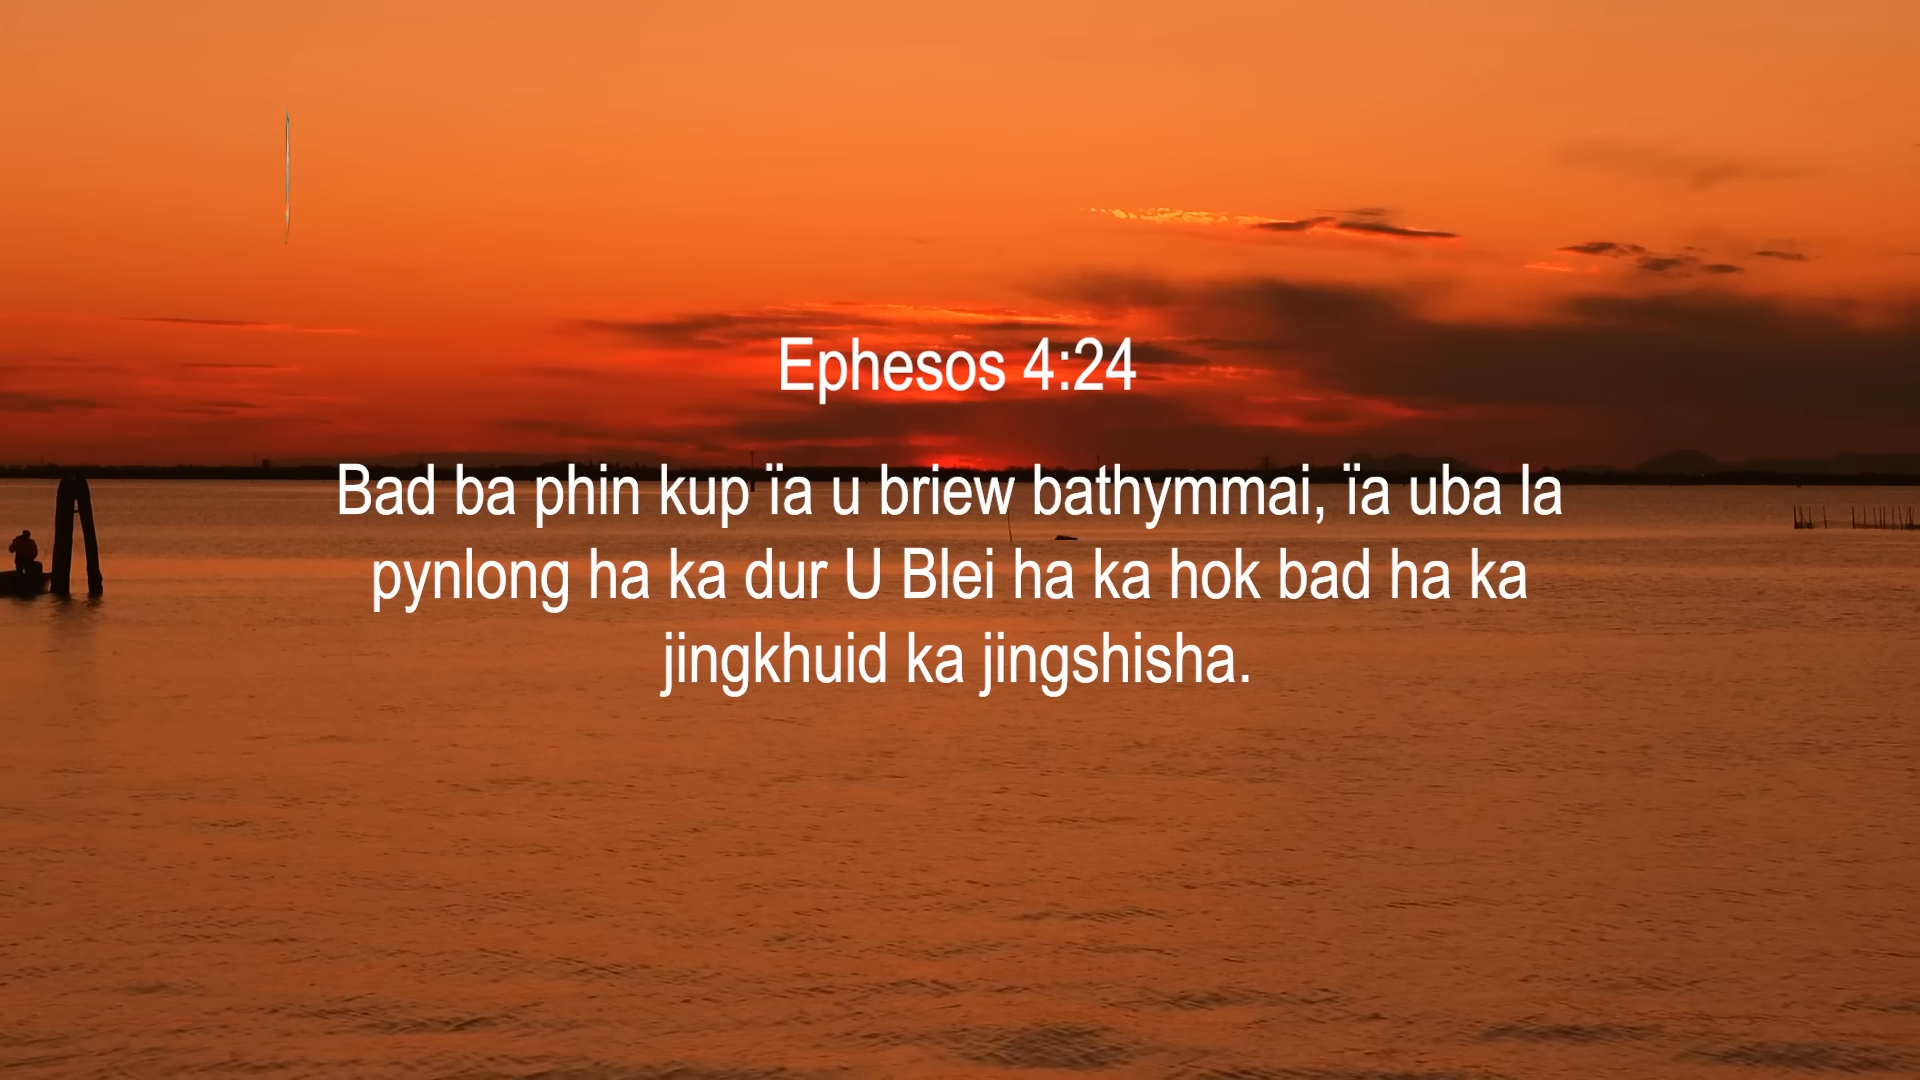 Ephesos 4:24
Bad ba phin kup ïa u briew bathymmai, ïa uba la
pynlong ha ka dur U Blei ha ka hok bad ha ka
jingkhuid ka jingshisha.